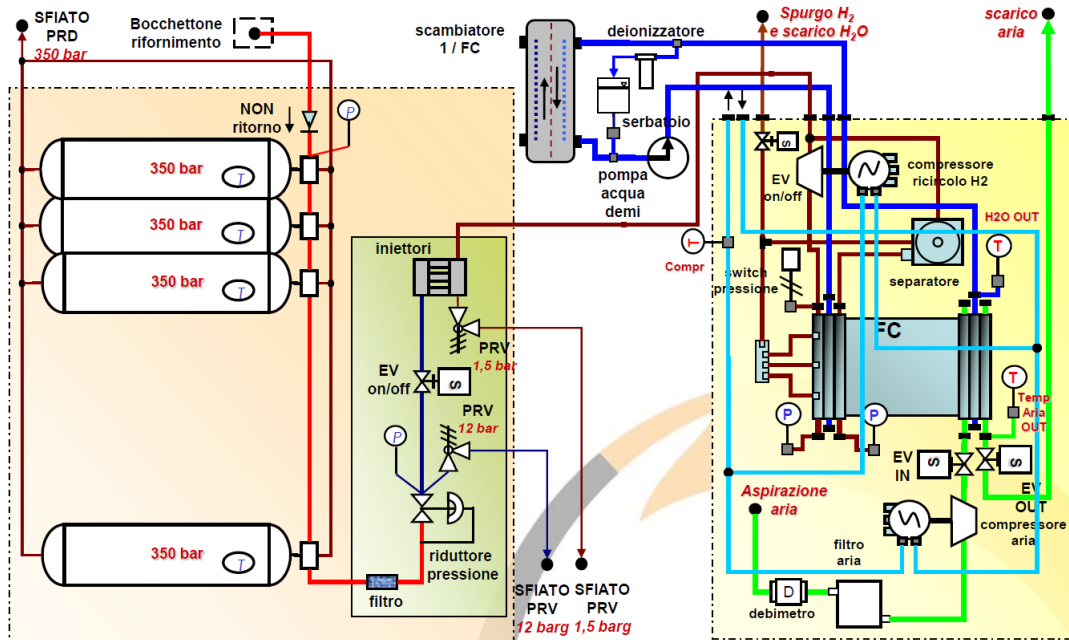 SFIATO
PRD
350 bar
Bocchettone
rifornimento
scambiatore
1 / FC
deionizzatore
Spurgo H2
e scarico H2O
scarico
aria
NON
ritorno
P
serbatoio
pompa
acqua
demi
S
EV
on/off
compressore
ricircolo H2
350 bar
T
350 bar
T
350 bar
T
iniettori
T
Compr
switch
pressione
separatore
H2O OUT
T
FC
PRV
1,5 bar
EV
on/off
S
PRV
12 bar
P
P
P
T
Temp
Aria
OUT
EV
IN
S
S
EV
OUT
Aspirazione
aria
compressore
aria
350 bar
T
riduttore
pressione
filtro
SFIATO
PRV
12 barg
SFIATO
PRV
1,5 barg
filtro
aria
D
debimetro